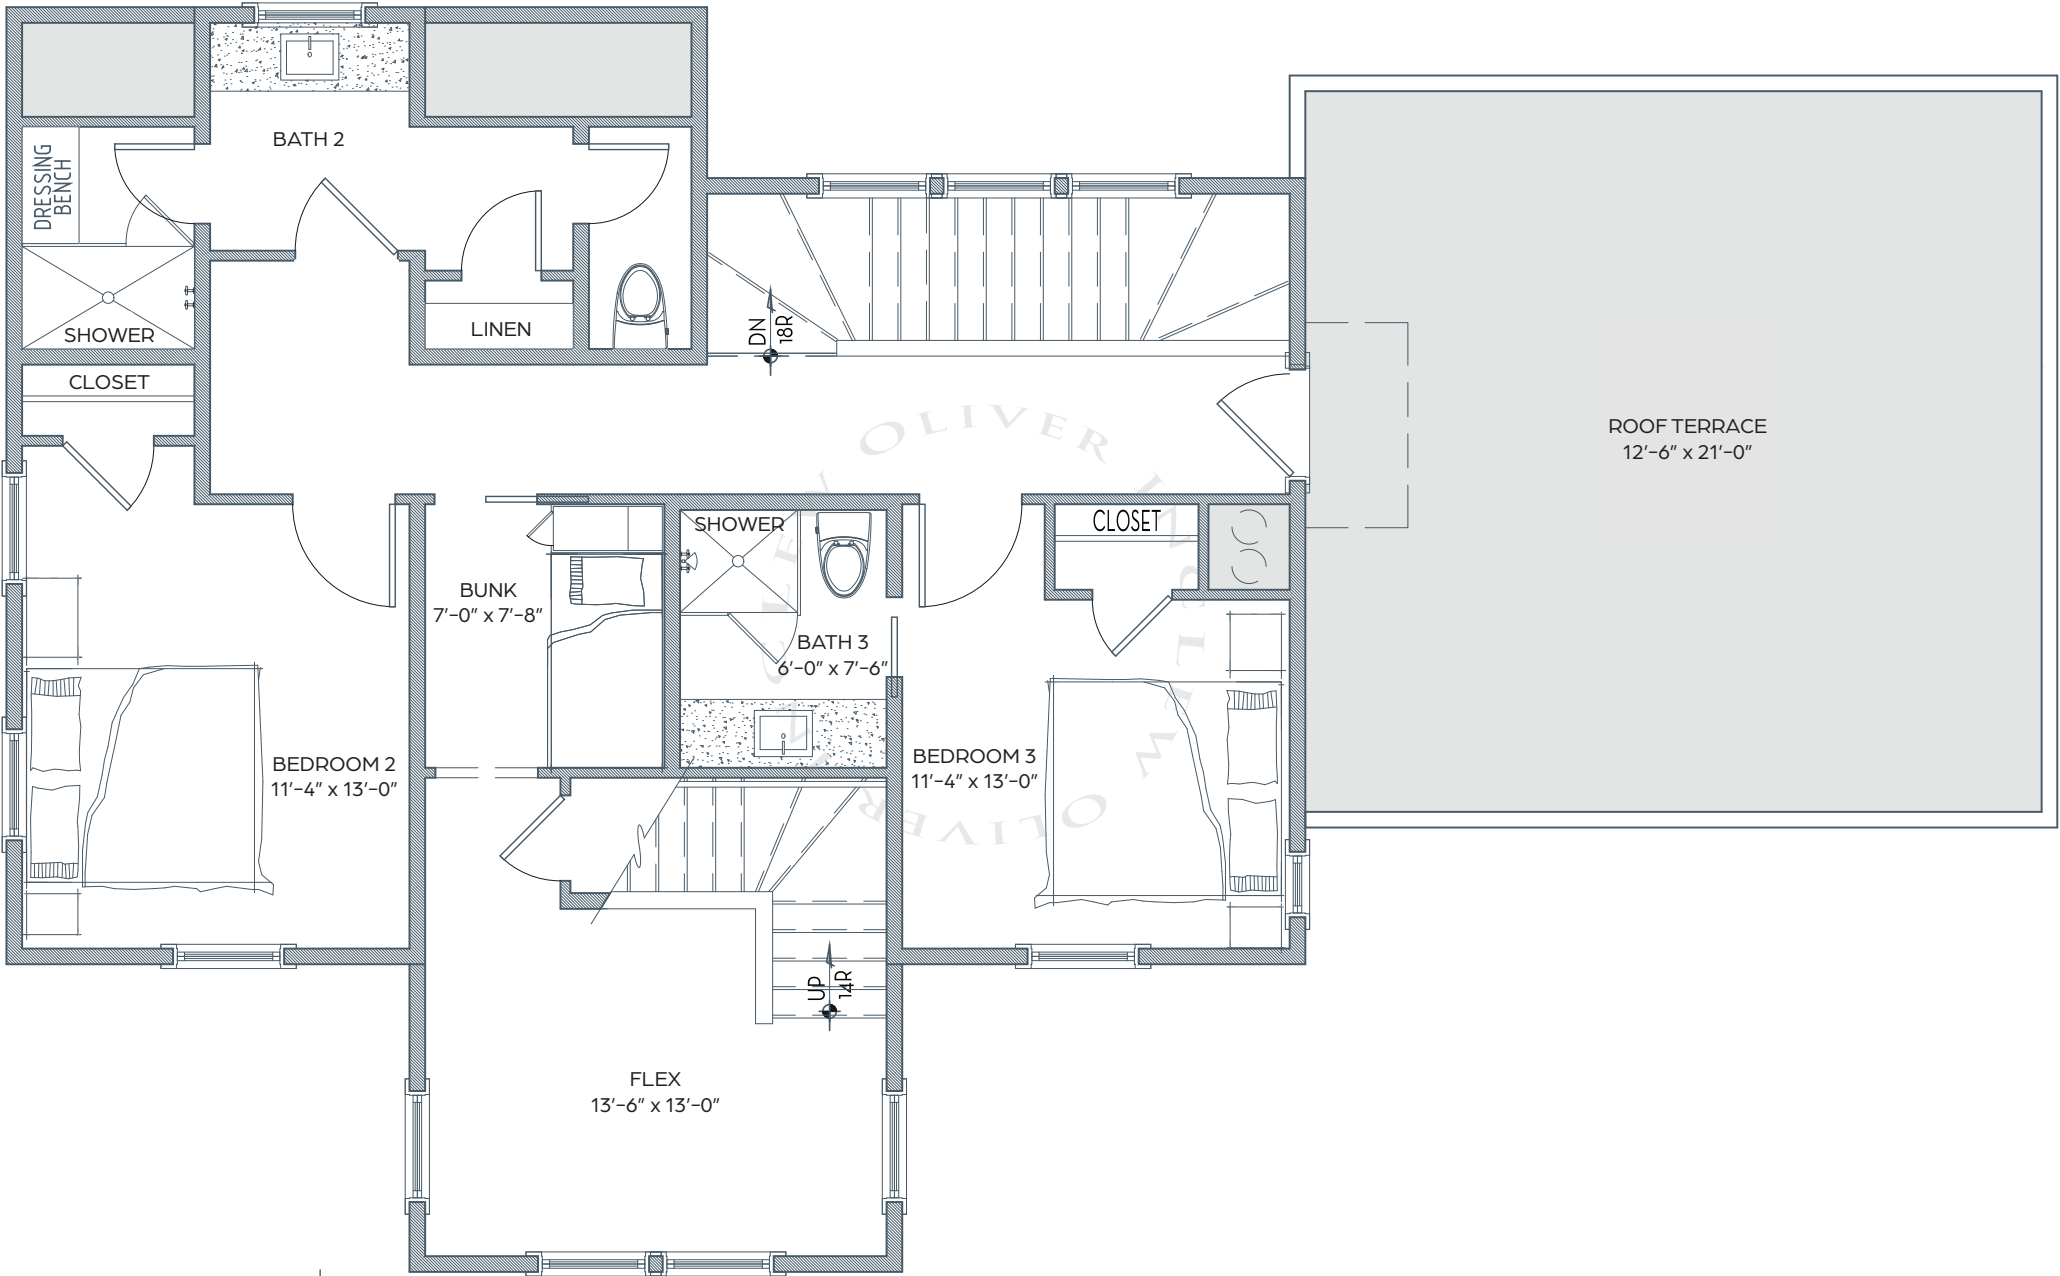 BATH 2
DRESSING
BENCH
SHOWER
LINEN
CLOSET
DN
18R
ROOF TERRACE
12'-6" x 21'-0"
SHOWER
CLOSET
BUNK
7'-0" x 7'-8"
BATH 3
6'-0" x 7'-6"
BEDROOM 2
11'-4" x 13'-0"
BEDROOM 3
11'-4" x 13'-0"
UP
14R
FLEX
13'-6" x 13'-0"